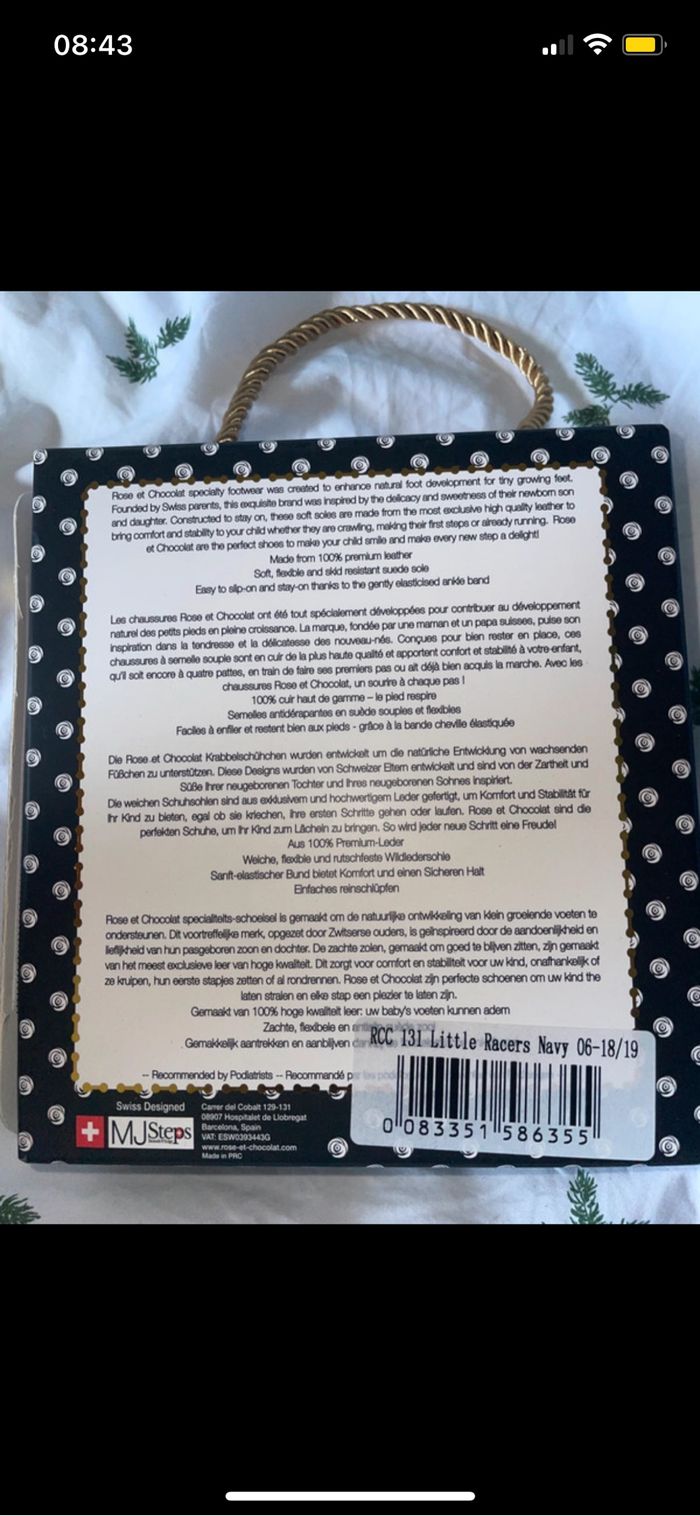 08:43
Rose et Chocolat specialty footwear was created to enhance natural foot development for tiny growing feet.
Founded by Swiss parents, this exquisite brand was inspired by the delicacy and sweetness of their newborn son
and daughter. Constructed to stay on, these soft soles are made from the most exclusive high quality leather to
bring comfort and stability to your child whether they are crawling, making their first steps or already running. Rose
et Chocolat are the perfect shoes to make your child smile and make every new step a delight!
Made from 100% premium leather
Soft, flexible and skid resistant suede sole
Easy to slip-on and stay-on thanks to the gently elasticised ankle band
Les chaussures Rose et Chocolat ont été tout spécialement développées pour contribuer au développement
naturel des petits pieds en pleine croissance. La marque, fondée par une maman et un papa suisses, puise son
inspiration dans la tendresse et la délicatesse des nouveau-nés. Conçues pour bien rester en place, ces
chaussures à semelle souple sont en cuir de la plus haute qualité et apportent confort et stabilité à votre enfant,
qu'il soit encore à quatre pattes, en train de faire ses premiers pas ou ait déjà bien acquis la marche. Avec les
chaussures Rose et Chocolat, un sourire à chaque pas !
100% cuir haut de gamme – le pied respire
Semelles antidérapantes en suède souples et flexibles
Faciles à enfiler et restent bien aux pieds - grâce à la bande cheville élastiquée
Die Rose et Chocolat Krabbelschühchen wurden entwickelt um die natürliche Entwicklung von wachsenden
Füßchen zu unterstützen. Diese Designs wurden von Schweizer Eltern entwickelt und sind von der Zartheit und
Süße Ihrer neugeborenen Tochter und Ihres neugeborenen Sohnes inspiriert.
Die weichen Schuhsohlen sind aus exklusivem und hochwertigem Leder gefertigt, um Komfort und Stabilität für
Ihr Kind zu bieten, egal ob sie kriechen, ihre ersten Schritte gehen oder laufen. Rose et Chocolat sind die
perfekten Schuhe, um Ihr Kind zum Lächeln zu bringen. So wird jeder neue Schritt eine Freude!
Aus 100% Premium-Leder
Weiche, flexible und rutschfeste Wildledersohle
Sanft-elastischer Bund bietet Komfort und einen Sicheren Halt
Einfaches reinschlüpfen
Rose et Chocolat specialiteits-schoeisel is gemaakt om de natuurlijke ontwikkeling van klein groeiende voeten te
ondersteunen. Dit voortreffelijke merk, opgezet door Zwitserse ouders, is geïnspireerd door de aandoenlijkheid en
lieflijkheid van hun pasgeboren zoon en dochter. De zachte zolen, gemaakt om goed te blijven zitten, zijn gemaakt
van het meest exclusieve leer van hoge kwaliteit. Dit zorgt voor comfort en stabiliteit voor uw kind, onafhankelijk of
ze kruipen, hun eerste stapjes zetten of al rondrennen. Rose et Chocolat zijn perfecte schoenen om uw kind the
laten stralen en elke stap een plezier te laten zijn.
Gemaakt van 100% hoge kwaliteit leer: uw baby's voeten kunnen adem
Zachte, flexibele en
Gemakkelijk aantrekken en aanblijven
-- Recommended by Podiatrists -- Recommandé
RCC 131 Little Racers Navy 06-18/19
0 083351 586355
Swiss Designed
MJSteps
Carrer del Cobalt 129-131
08907 Hospitalet de Llobregat
Barcelona, Spain
VAT: ESW0393443G
www.rose-et-chocolat.com
Made in PRC